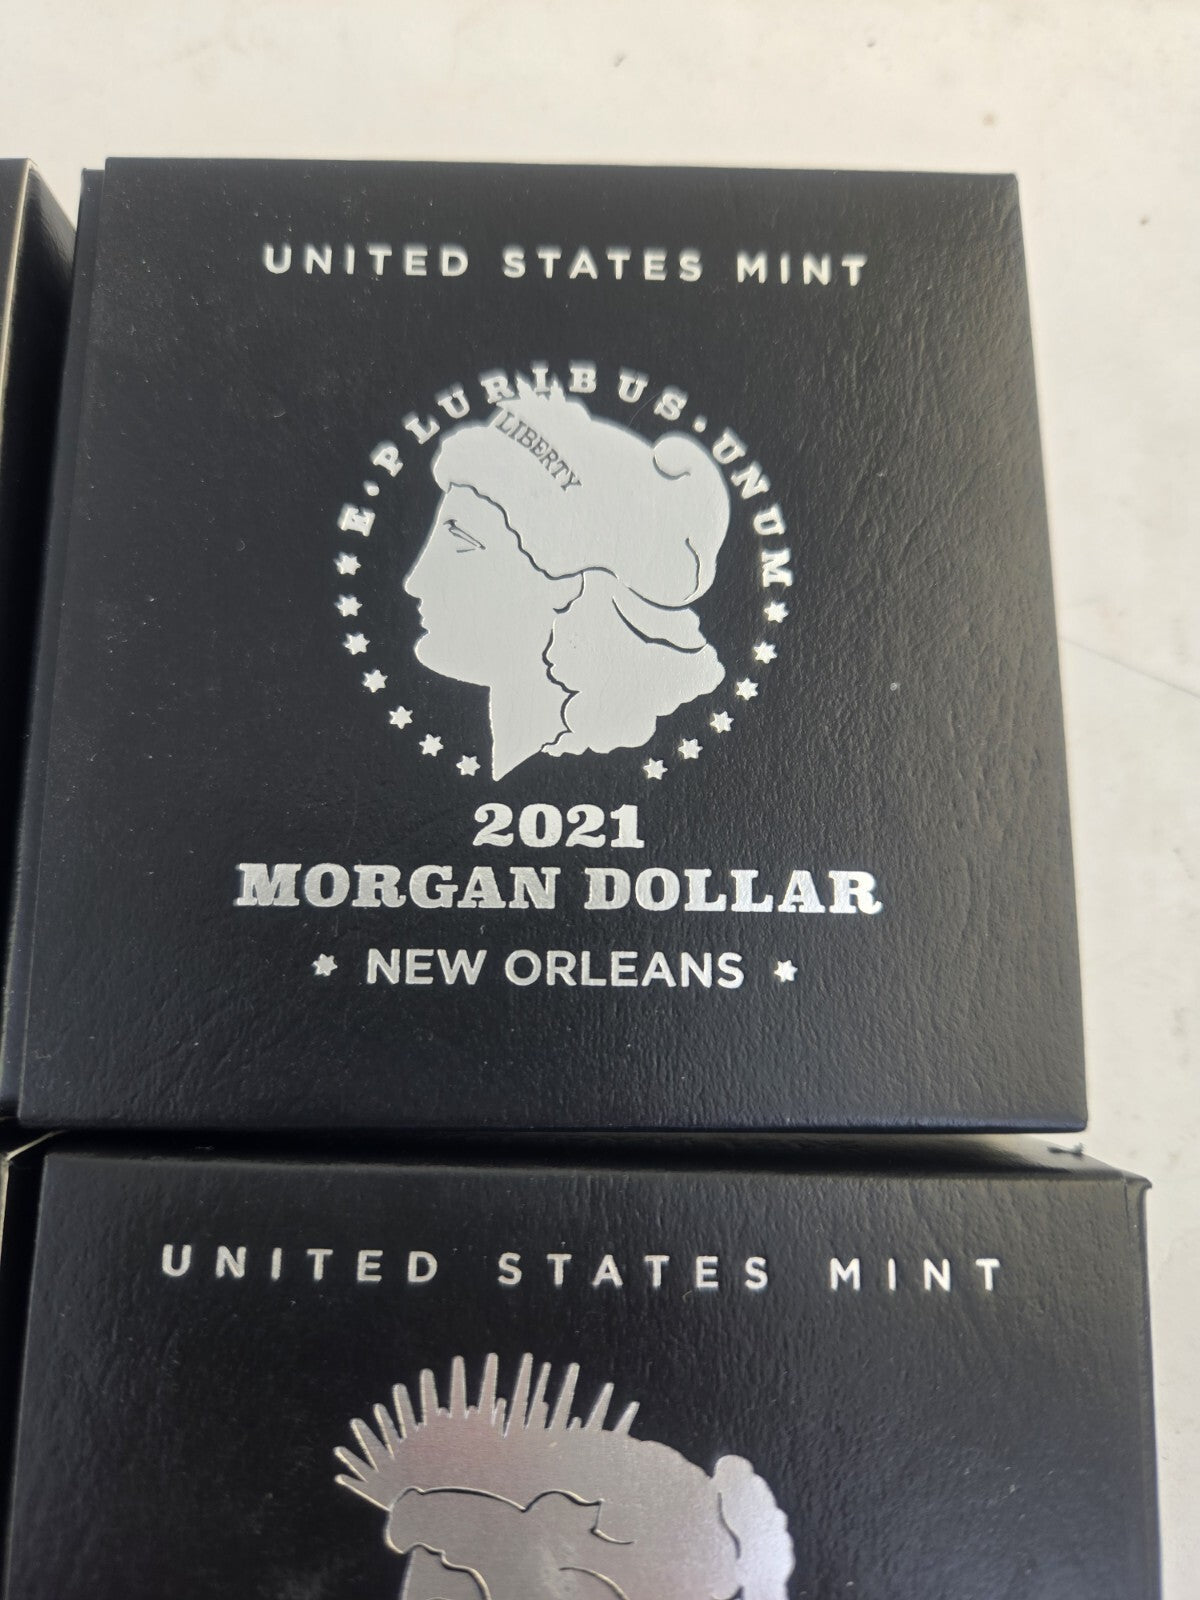 UNITED STATES MINT
E·PLURIBUS·UNUM
LIBERTY
2021
MORGAN DOLLAR
NEW ORLEANS
UNITED STATES MINT